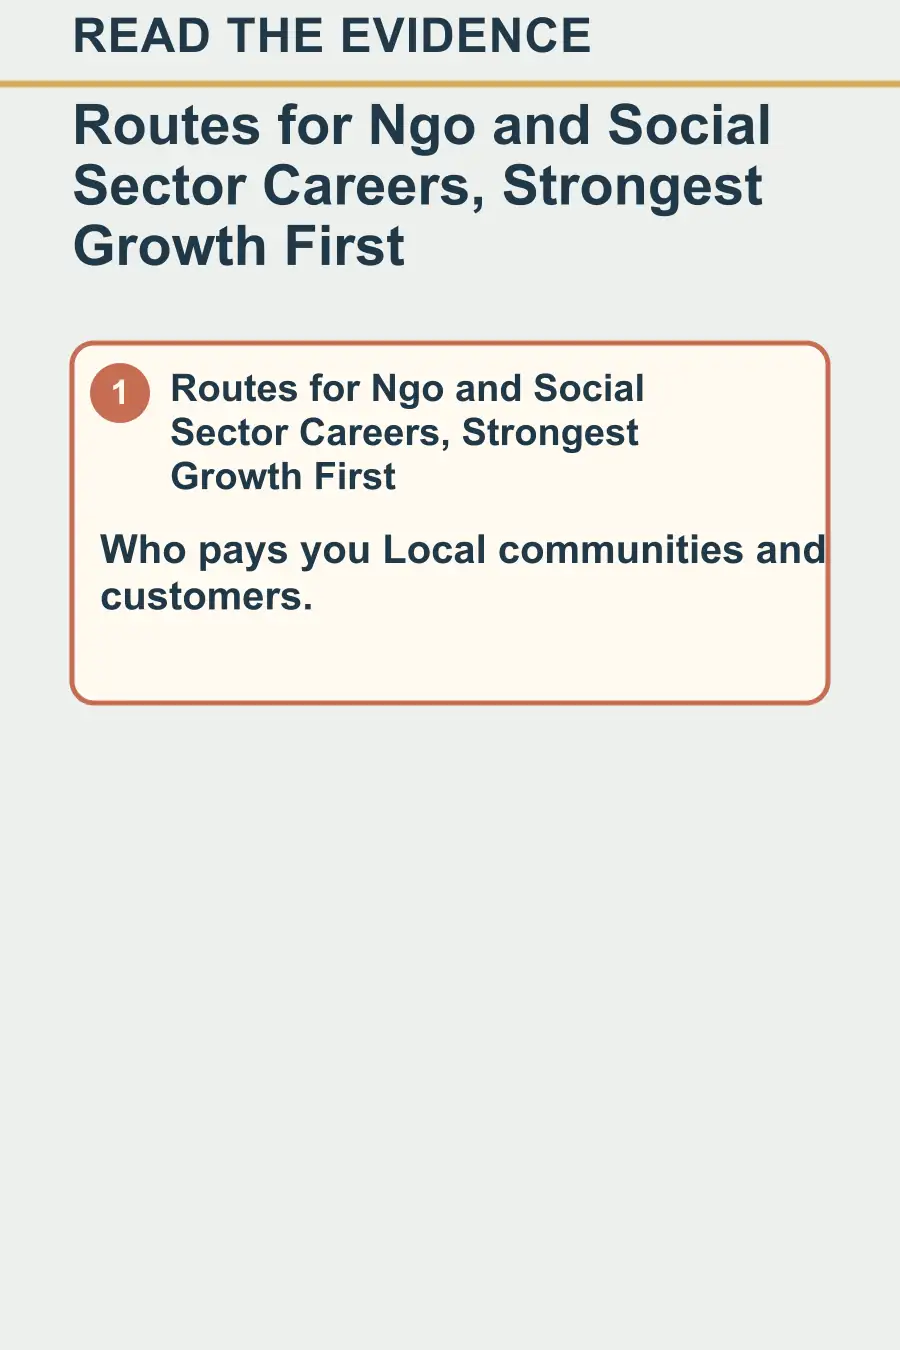 READ THE EVIDENCE
Routes for Ngo and Social
Sector Careers, Strongest
Growth First
1
Routes for Ngo and Social
Sector Careers, Strongest
Growth First
Who pays you Local communities and
customers.